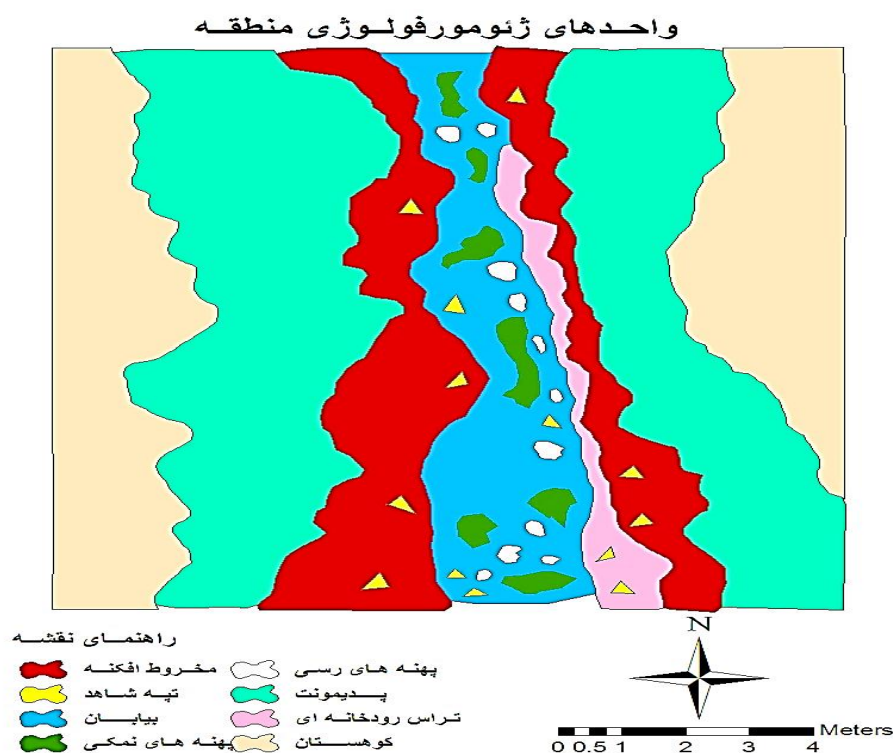 واحدهای ژئومورفولوژی منطقه
راهنمای نقشه
مخروط افکنه
پهنه های رسی
تپه شاهد
پدیمونت
بیابان
تراس رودخانه ای
پهنه های نمکی
کوهستان
N
Meters
0 0.5 1 2 3 4